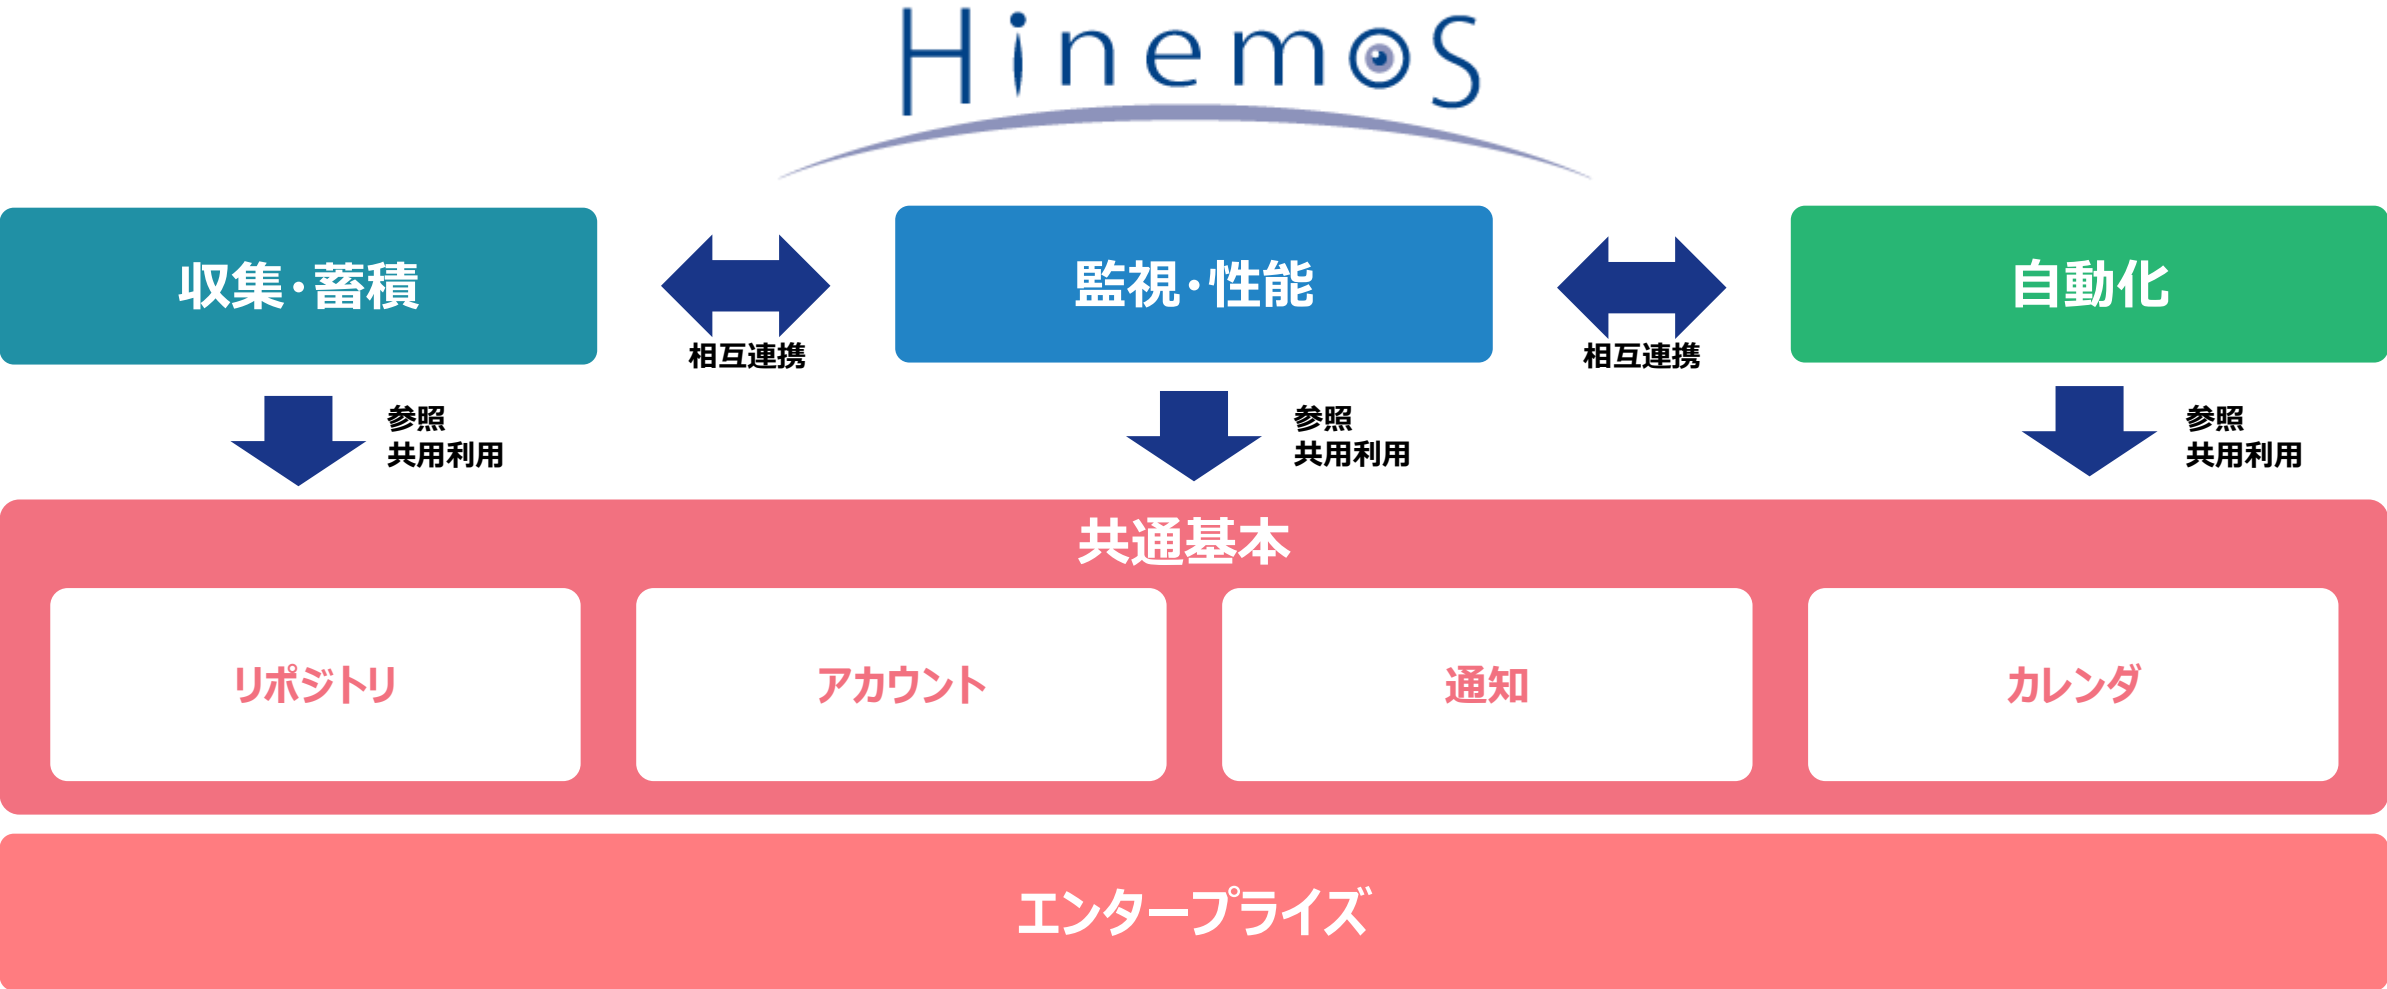 Hinemos
収集・蓄積
監視・性能
自動化
相互連携
相互連携
参照
共用利用
参照
共用利用
参照
共用利用
共通基本
リポジトリ
アカウント
通知
カレンダ
エンタープライズ